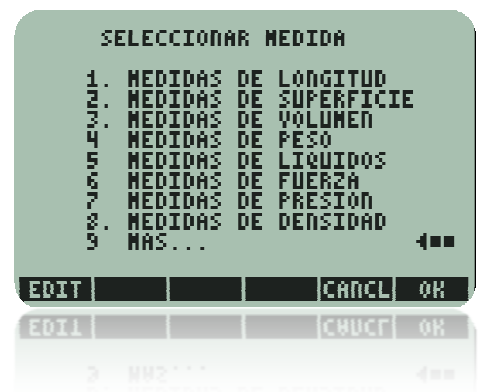 SELECCIONAR MEDIDA
1. MEDIDAS DE LONGITUD
2. MEDIDAS DE SUPERFICIE
3. MEDIDAS DE VOLUMEN
4 MEDIDAS DE PESO
5 MEDIDAS DE LIQUIDOS
6 MEDIDAS DE FUERZA
7 MEDIDAS DE PRESION
8. MEDIDAS DE DENSIDAD
9 MAS...
EDIT CANCL OK